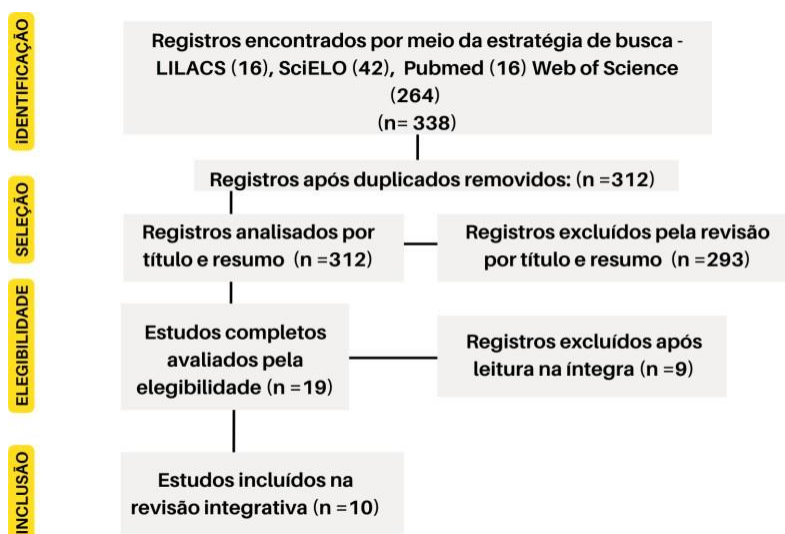 iDENTIFICAÇÃO
Registros encontrados por meio da estratégia de busca -
LILACS (16), SciELO (42), Pubmed (16) Web of Science
(264)
(n= 338)
Registros após duplicados removidos: (n =312)
SELEÇÃO
Registros analisados por
título e resumo (n =312)
Registros excluídos pela revisão
por título e resumo (n =293)
ELEGIBILIDADE
Estudos completos
avaliados pela
elegibilidade (n =19)
Registros excluídos após
leitura na íntegra (n =9)
INCLUSÃO
Estudos incluídos na
revisão integrativa (n =10)